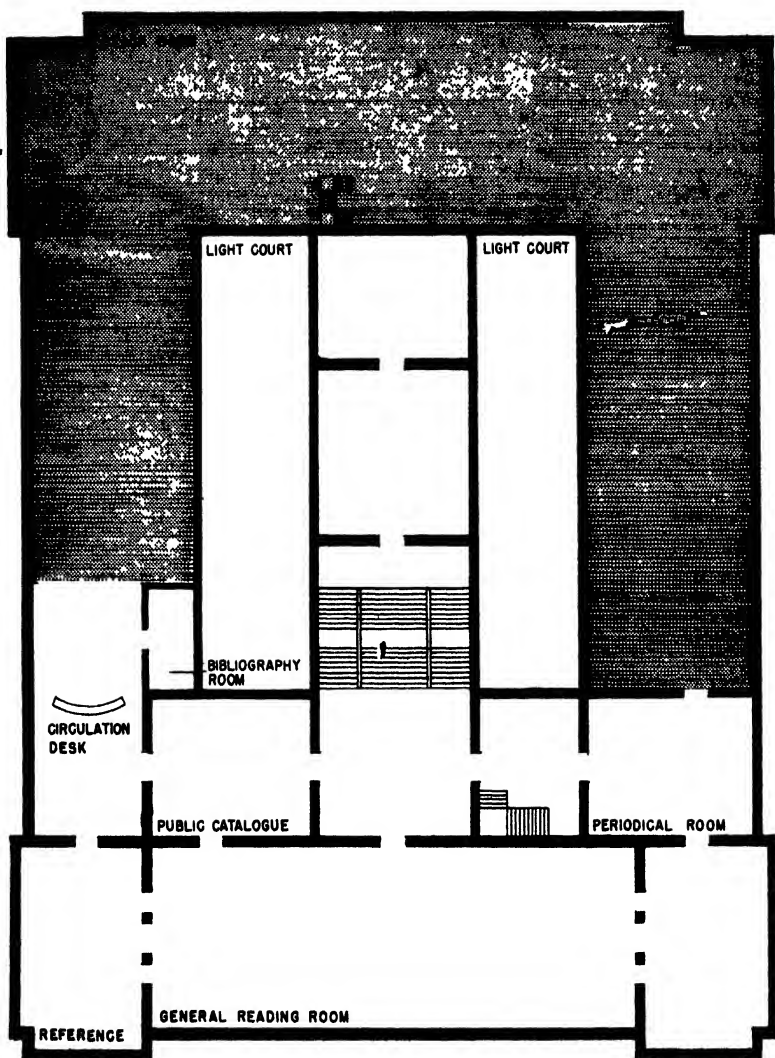 LIGHT COURT
LIGHT COURT
BIBLIOGRAPHY
ROOM
CIRCULATION
DESK
PUBLIC CATALOGUE
PERIODICAL ROOM
GENERAL READING ROOM
REFERENCE